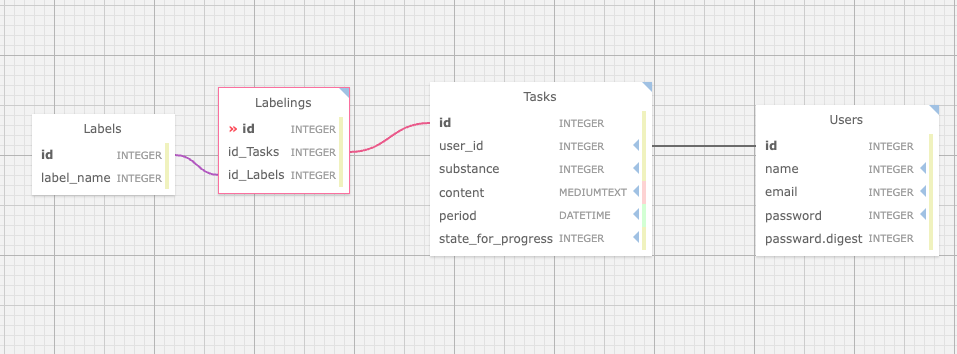 Labels
id INTEGER
label_name INTEGER
Labelings
» id INTEGER
id_Tasks INTEGER
id_Labels INTEGER
Tasks
id INTEGER
user_id INTEGER
substance INTEGER
content MEDIUMTEXT
period DATETIME
state_for_progress INTEGER
Users
id INTEGER
name INTEGER
email INTEGER
password INTEGER
passward.digest INTEGER